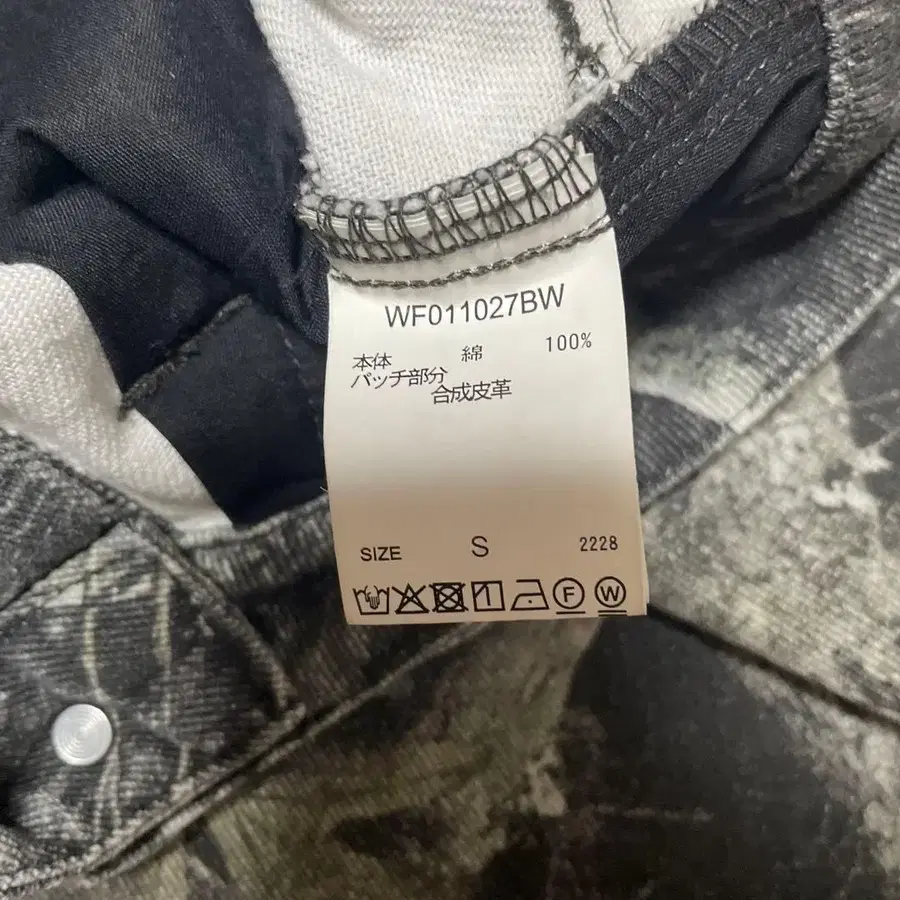 WF011027BW
本体 綿 100%
パッチ部分
合成皮革
SIZE S 2228
F W